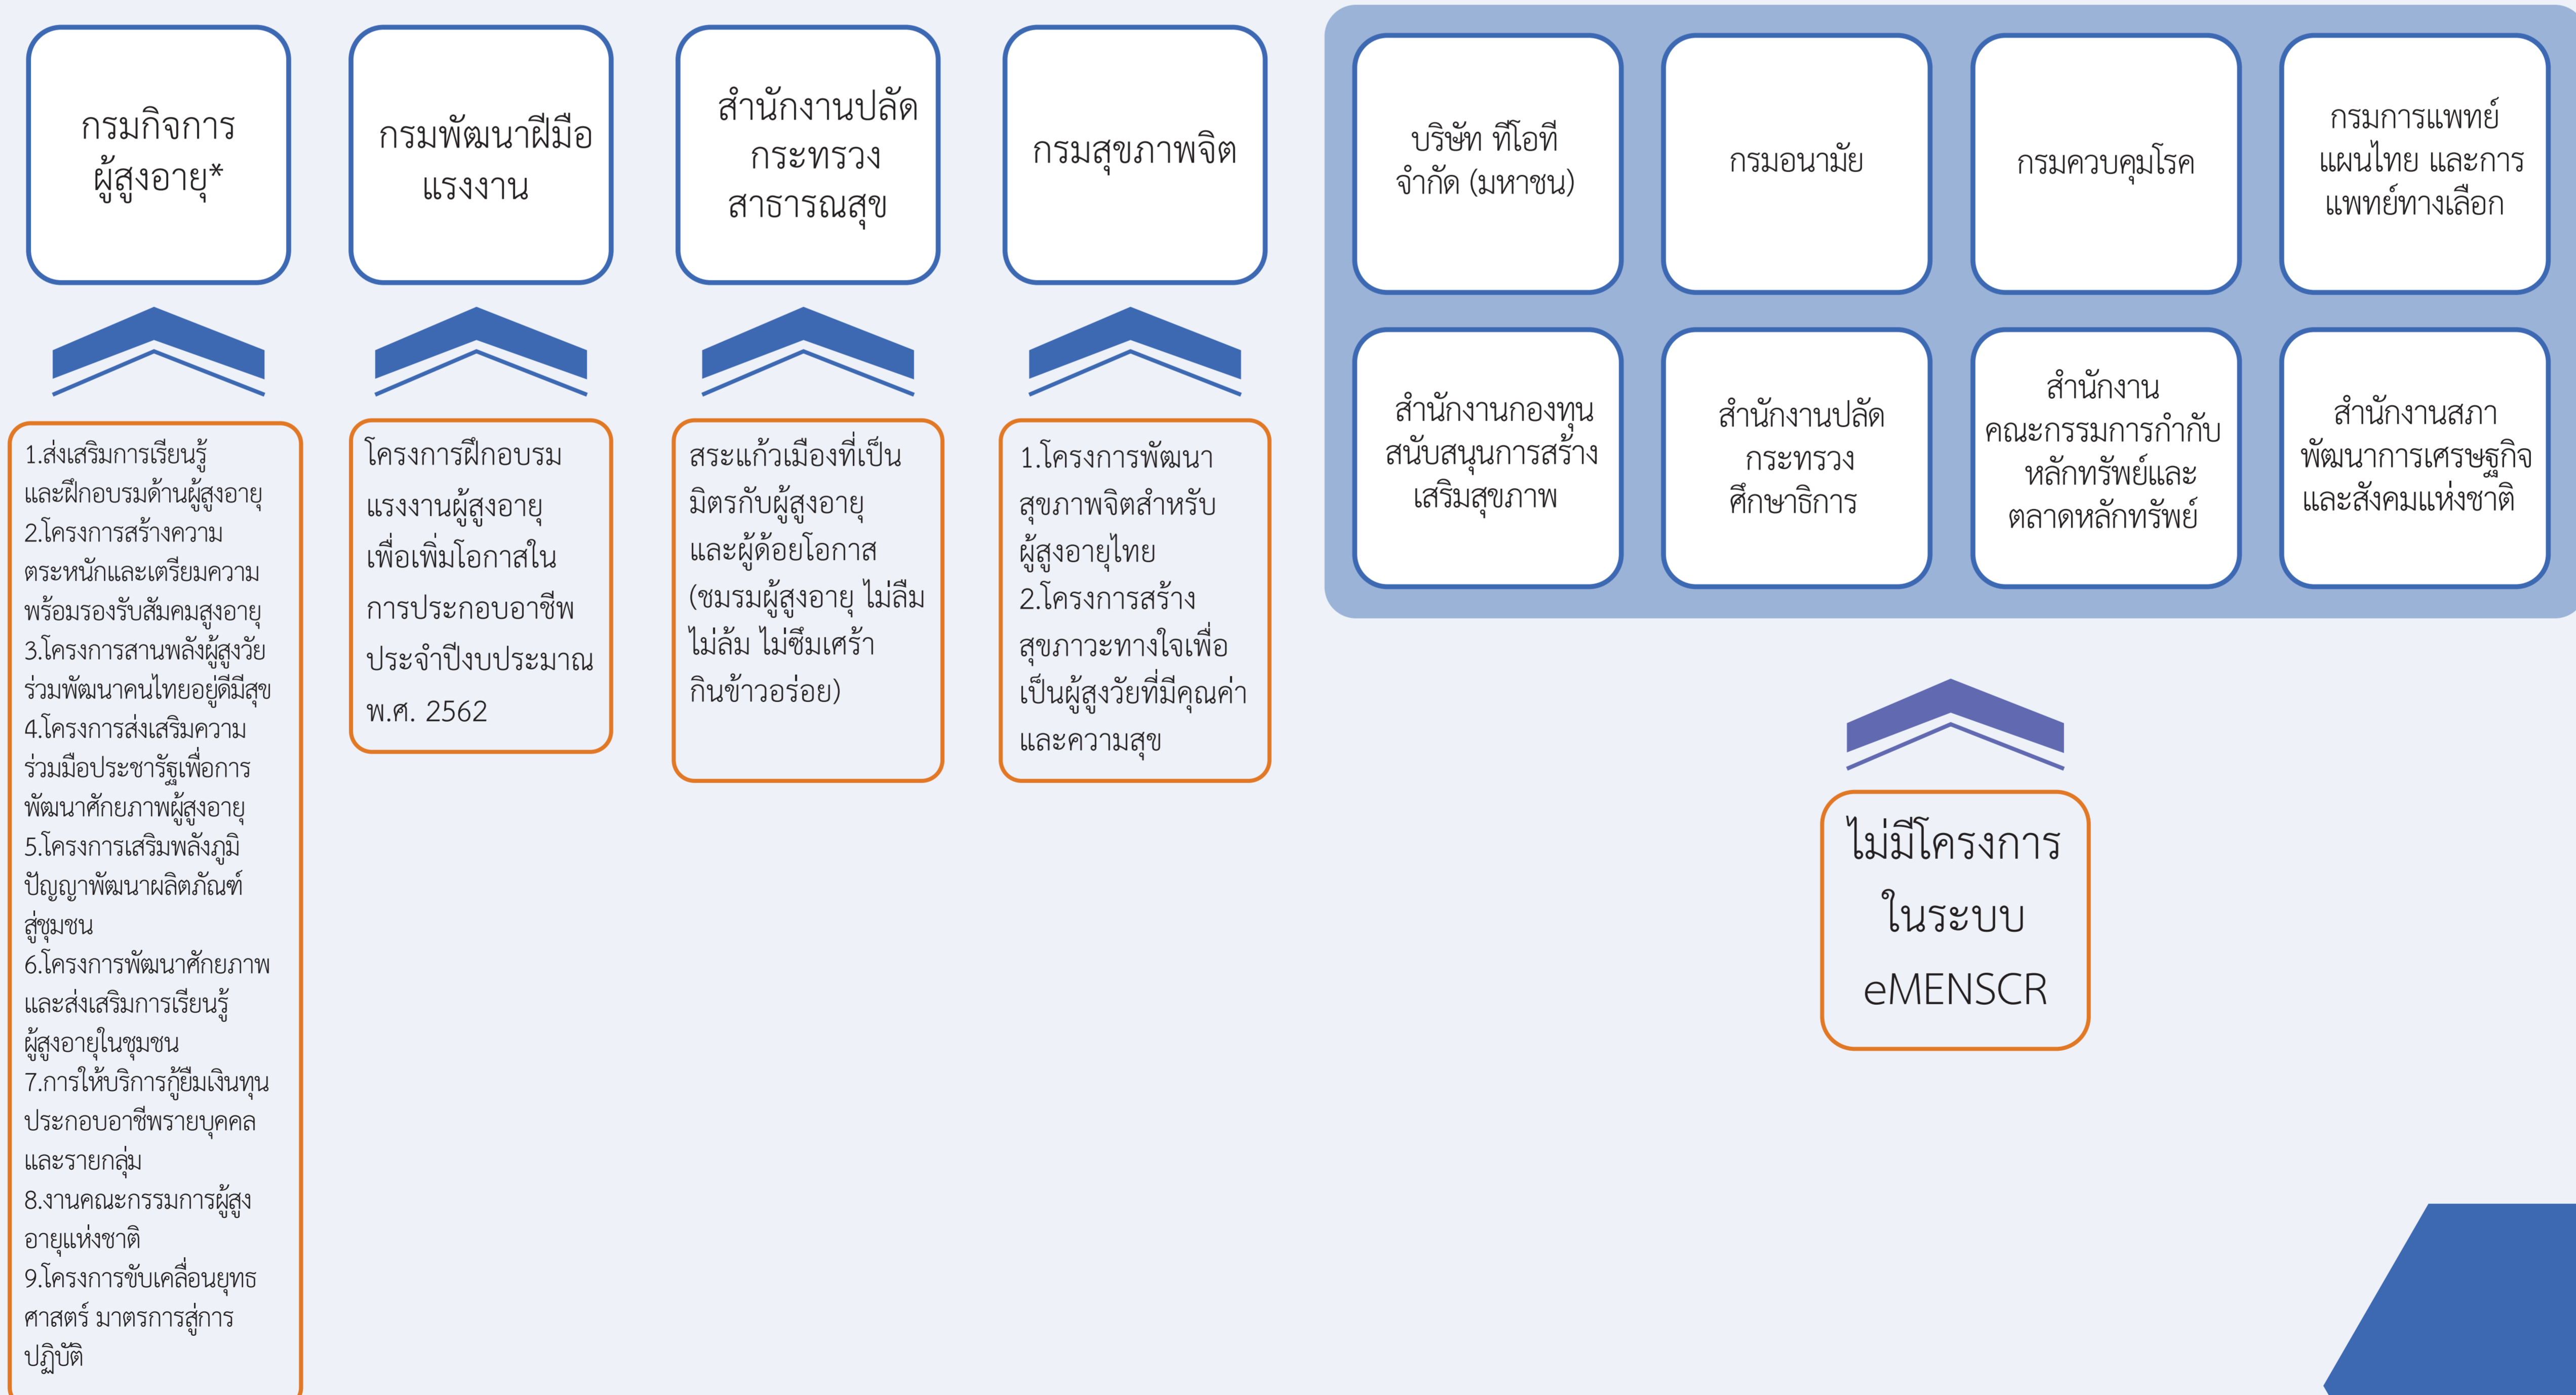 กรมกิจการ
ผู้สูงอายุ*
กรมพัฒนาฝีมือ
แรงงาน
สำนักงานปลัด
กระทรวง
สาธารณสุข
กรมสุขภาพจิต
บริษัท ทีโอที
จำกัด (มหาชน)
กรมอนามัย
กรมควบคุมโรค
กรมการแพทย์
แผนไทย และการ
แพทย์ทางเลือก
สำนักงานกองทุน
สนับสนุนการสร้าง
เสริมสุขภาพ
สำนักงานปลัด
กระทรวง
ศึกษาธิการ
สำนักงาน
คณะกรรมการกำกับ
หลักทรัพย์และ
ตลาดหลักทรัพย์
สำนักงานสภา
พัฒนาการเศรษฐกิจ
และสังคมแห่งชาติ
1.ส่งเสริมการเรียนรู้
และฝึกอบรมด้านผู้สูงอายุ
2.โครงการสร้างความ
ตระหนักและเตรียมความ
พร้อมรองรับสัมคมสูงอายุ
3.โครงการสานพลังผู้สูงวัย
ร่วมพัฒนาคนไทยอยู่ดีมีสุข
4.โครงการส่งเสริมความ
ร่วมมือประชารัฐเพื่อการ
พัฒนาศักยภาพผู้สูงอายุ
5.โครงการเสริมพลังภูมิ
ปัญญาพัฒนาผลิตภัณฑ์
สู่ชุมชน
6.โครงการพัฒนาศักยภาพ
และส่งเสริมการเรียนรู้
ผู้สูงอายุในชุมชน
7.การให้บริการกู้ยืมเงินทุน
ประกอบอาชีพรายบุคคล
และรายกลุ่ม
8.งานคณะกรรมการผู้สูง
อายุแห่งชาติ
9.โครงการขับเคลื่อนยุทธ
ศาสตร์ มาตรการสู่การ
ปฏิบัติ
โครงการฝึกอบรม
แรงงานผู้สูงอายุ
เพื่อเพิ่มโอกาสใน
การประกอบอาชีพ
ประจำปีงบประมาณ
พ.ศ. 2562
สระแก้วเมืองที่เป็น
มิตรกับผู้สูงอายุ
และผู้ด้อยโอกาส
(ชมรมผู้สูงอายุ ไม่ลืม
ไม่ล้ม ไม่ซึมเศร้า
กินข้าวอร่อย)
1.โครงการพัฒนา
สุขภาพจิตสำหรับ
ผู้สูงอายุไทย
2.โครงการสร้าง
สุขภาวะทางใจเพื่อ
เป็นผู้สูงวัยที่มีคุณค่า
และความสุข
ไม่มีโครงการ
ในระบบ
eMENSCR